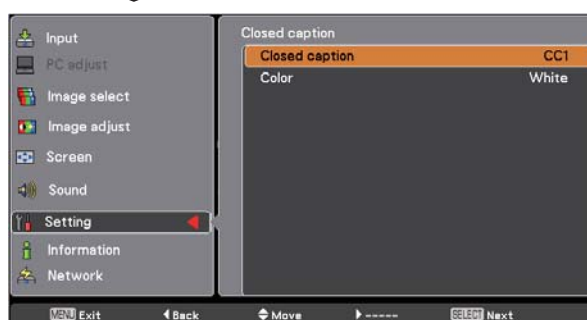 Input
PC adjust
Image select
Image adjust
Screen
Sound
Setting
Information
Network
Closed caption
Closed caption CC1
Color White
MENU Exit Back Move ----- SELECT Next